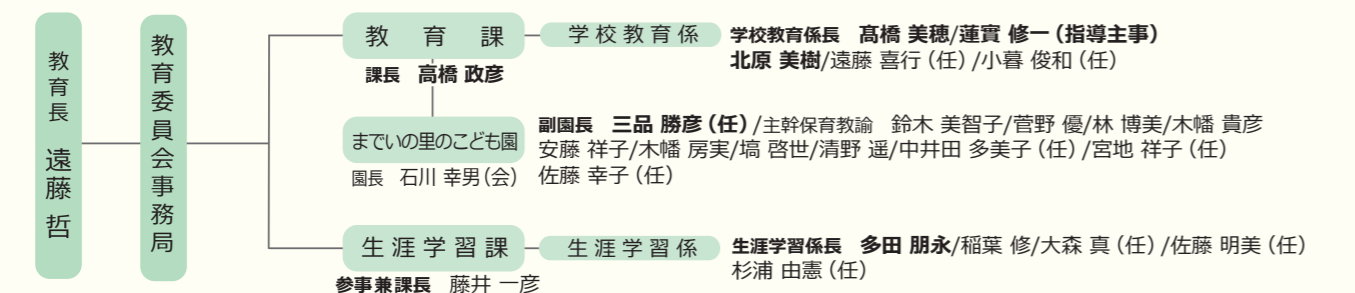 教育長 遠藤 哲
教育委員会事務局
教育課
課長 高橋 政彦
学校教育係
学校教育係長 髙橋 美穂/蓮實 修一（指導主事）
北原 美樹/遠藤 喜行（任）/小暮 俊和（任）
までいの里のこども園
園長 石川 幸男（会）
副園長 三品 勝彦（任）/主幹保育教諭 鈴木 美智子/菅野 優/林 博美/木幡 貴彦
安藤 祥子/木幡 房実/塙 啓世/清野 遥/中井田 多美子（任）/宮地 祥子（任）
佐藤 幸子（任）
生涯学習課
参事兼課長 藤井 一彦
生涯学習係
生涯学習係長 多田 朋永/稲葉 修/大森 真（任）/佐藤 明美（任）
杉浦 由憲（任）